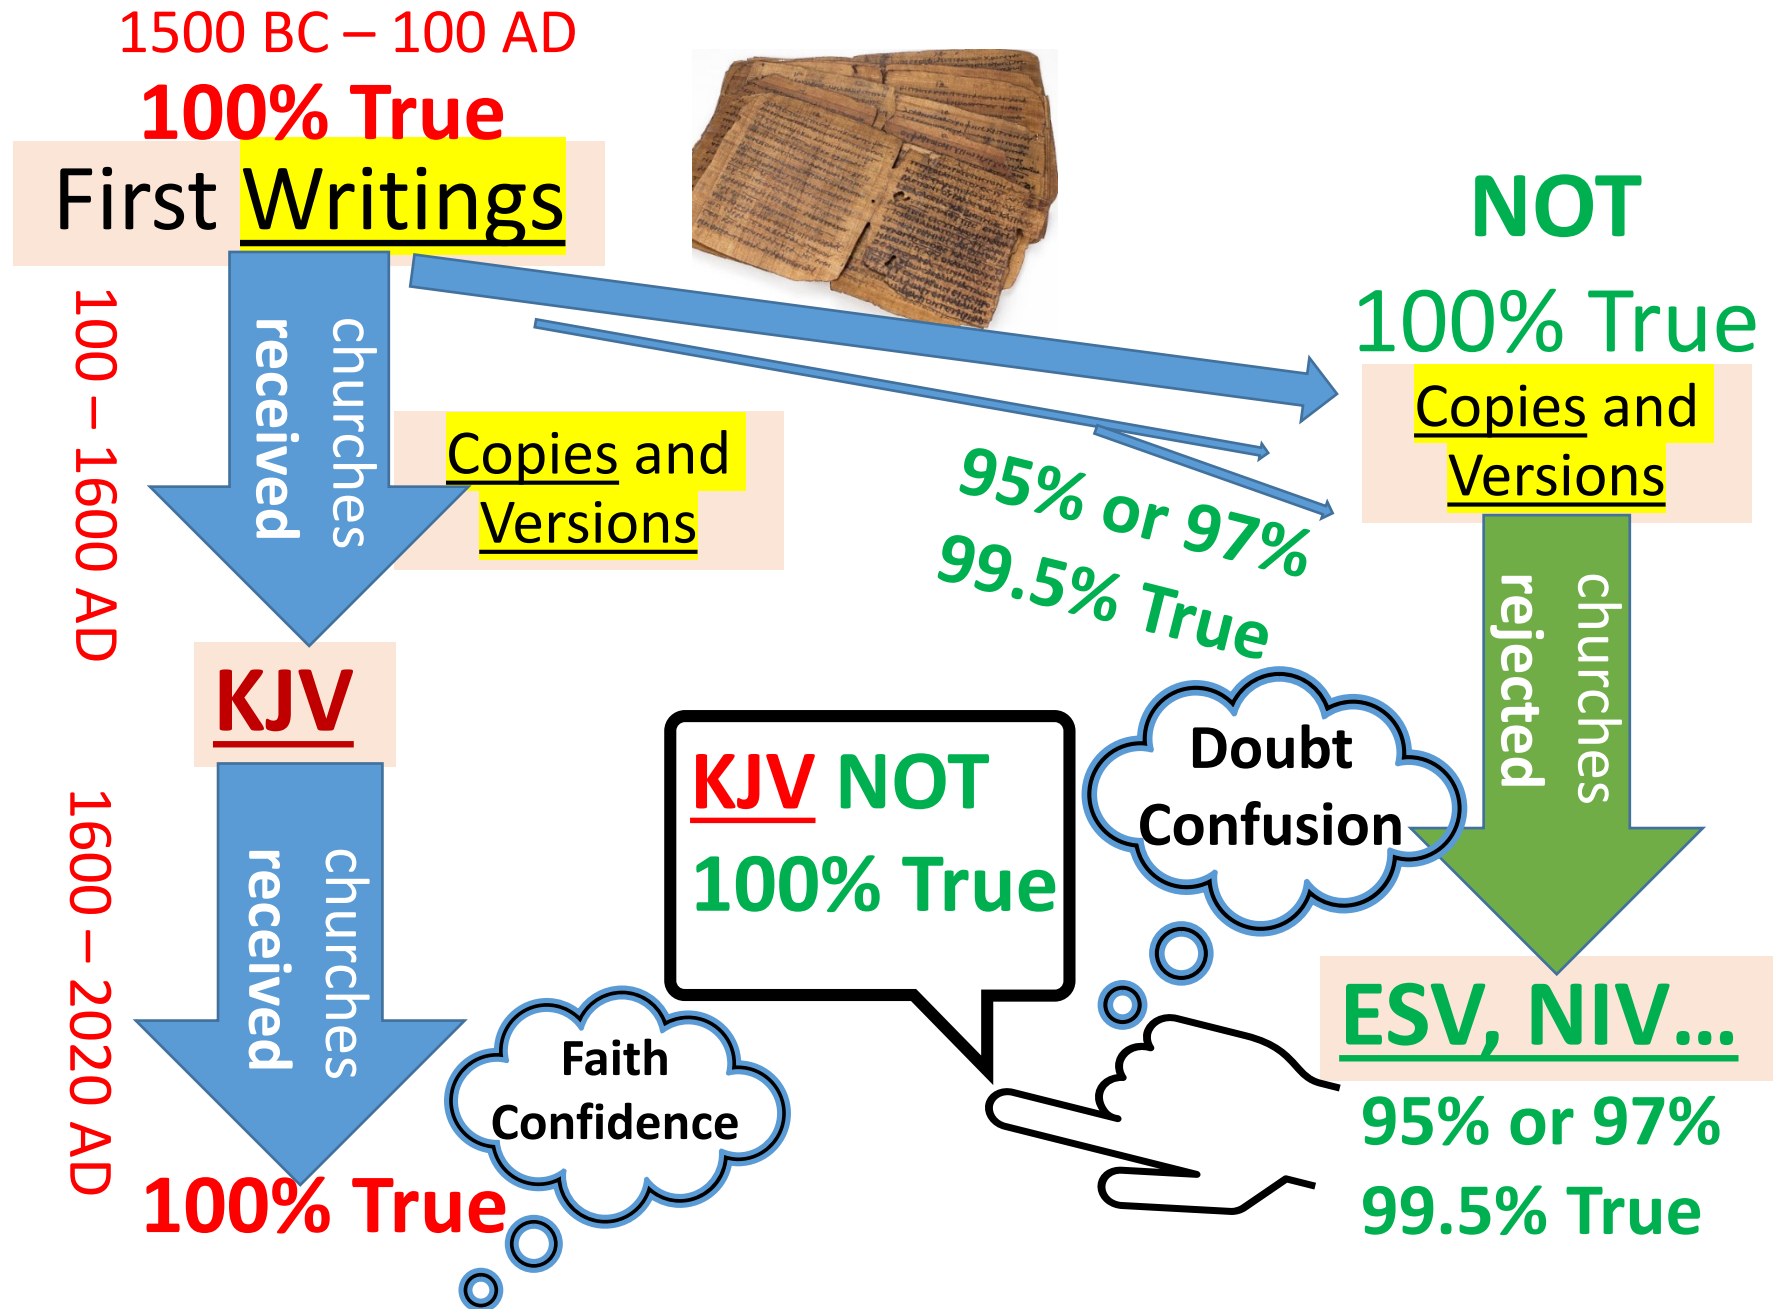 1500 BC – 100 AD
100% True
First Writings
100 – 1600 AD
churches
received
Copies and
Versions
KJV
1600 – 2020 AD
churches
received
100% True
Faith
Confidence
NOT
100% True
Copies and
Versions
95% or 97%
99.5% True
churches
rejected
Doubt
Confusion
KJV NOT
100% True
ESV, NIV...
95% or 97%
99.5% True